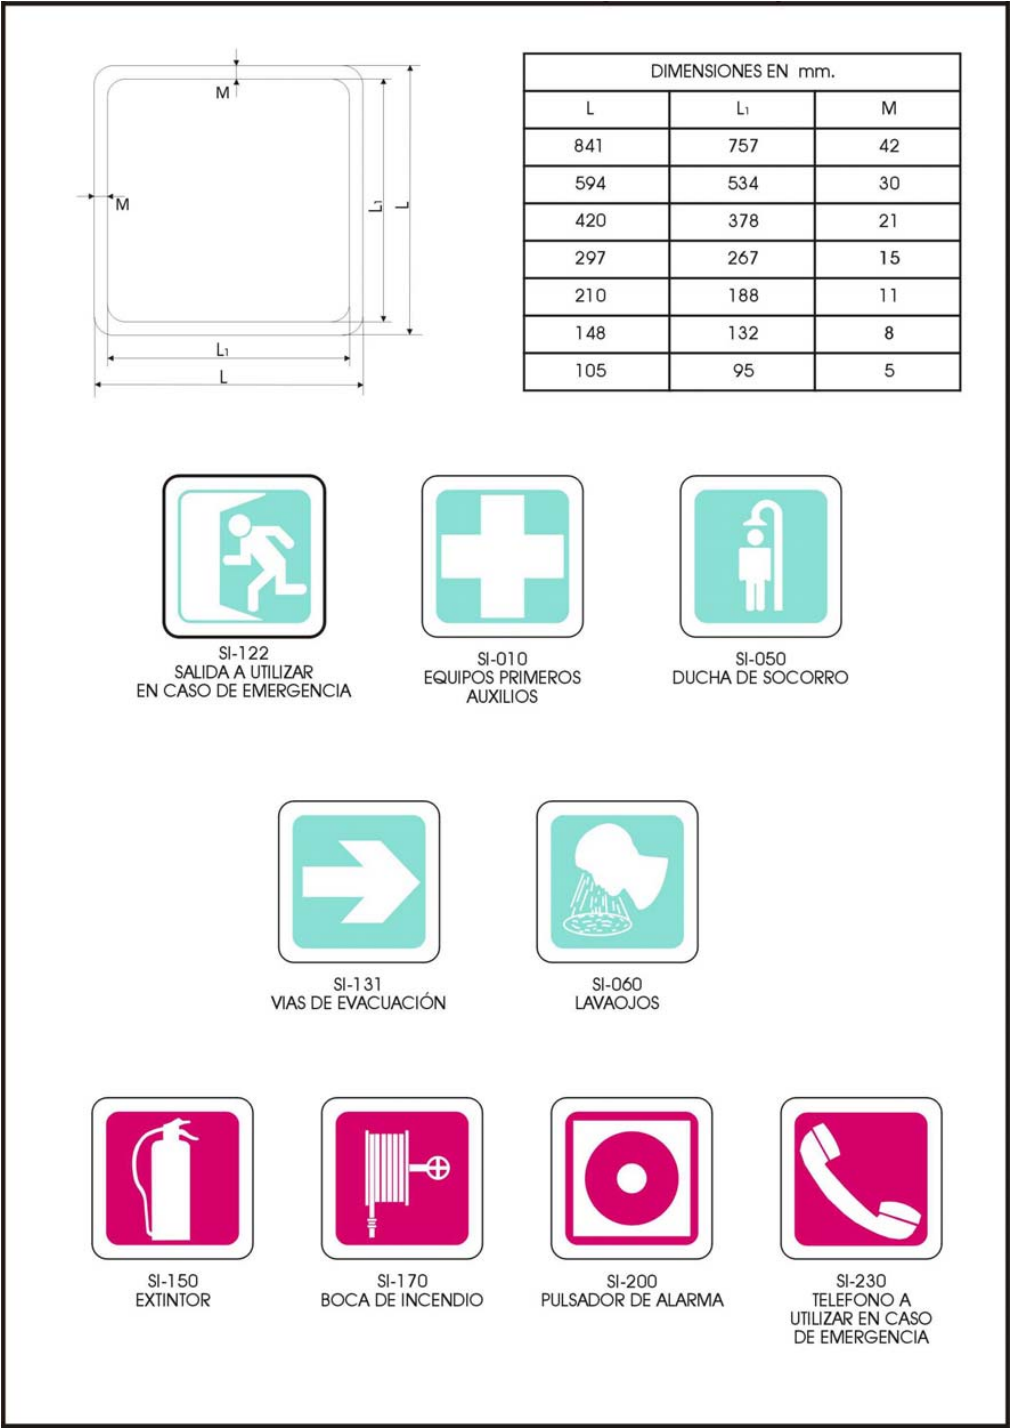 M
M
L1
L
L1
L
DIMENSIONES EN mm.
L L1 M
841 757 42
594 534 30
420 378 21
297 267 15
210 188 11
148 132 8
105 95 5
SI-122
SALIDA A UTILIZAR
EN CASO DE EMERGENCIA
SI-010
EQUIPOS PRIMEROS
AUXILIOS
SI-050
DUCHA DE SOCORRO
SI-131
VIAS DE EVACUACIÓN
SI-060
LAVAOJOS
SI-150
EXTINTOR
SI-170
BOCA DE INCENDIO
SI-200
PULSADOR DE ALARMA
SI-230
TELEFONO A
UTILIZAR EN CASO
DE EMERGENCIA